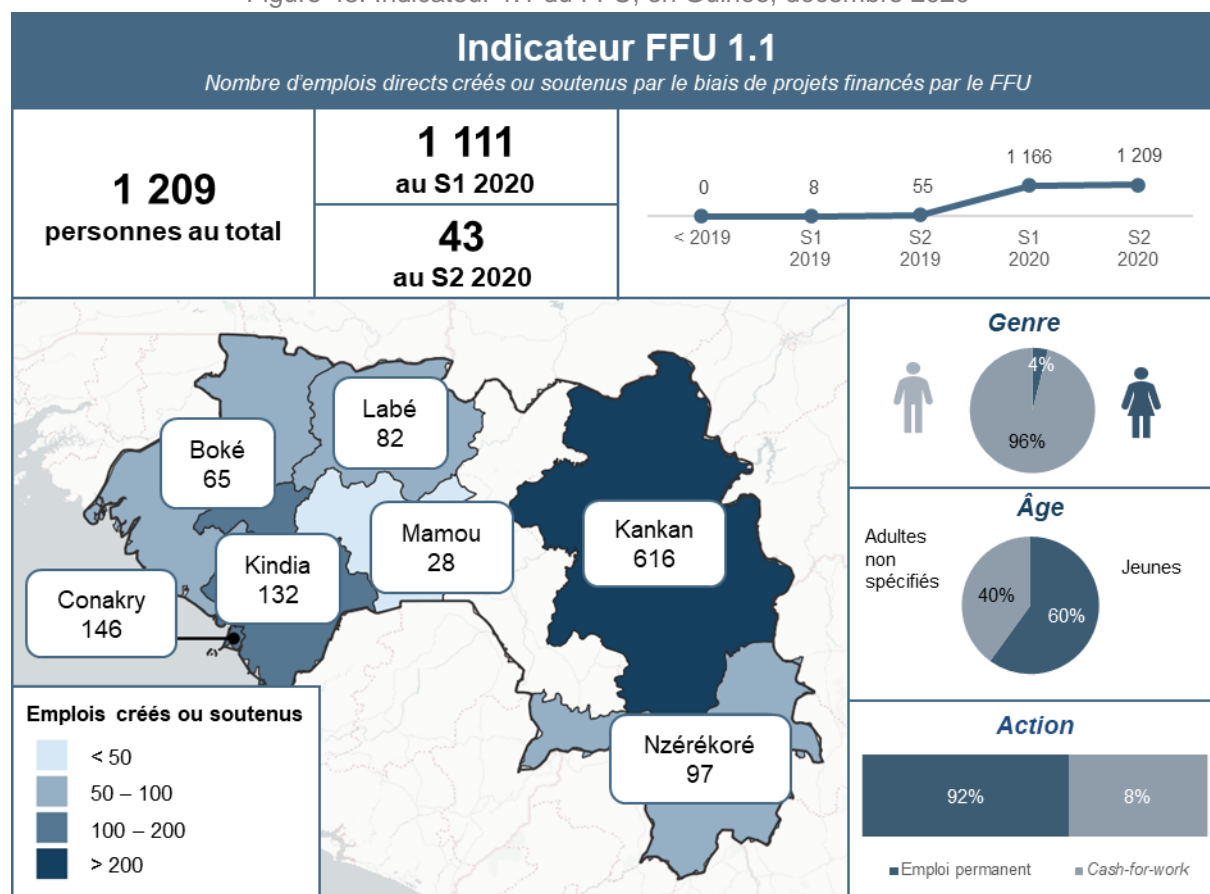 Indicateur FFU 1.1
Nombre d'emplois directs créés ou soutenus par le biais de projets financés par le FFU
1 209
personnes au total
1 111
au S1 2020
43
au S2 2020
0
8
55
1 166
1 209
< 2019
S1
2019
S2
2019
S1
2020
S2
2020
Labé
82
Boké
65
Mamou
28
Kankan
616
Kindia
132
Conakry
146
Nzérékoré
97
Emplois créés ou soutenus
< 50
50 – 100
100 – 200
> 200
Genre
4%
96%
Âge
Adultes
non
spécifiés
Jeunes
40%
60%
Action
92%
8%
Emploi permanent
Cash-for-work